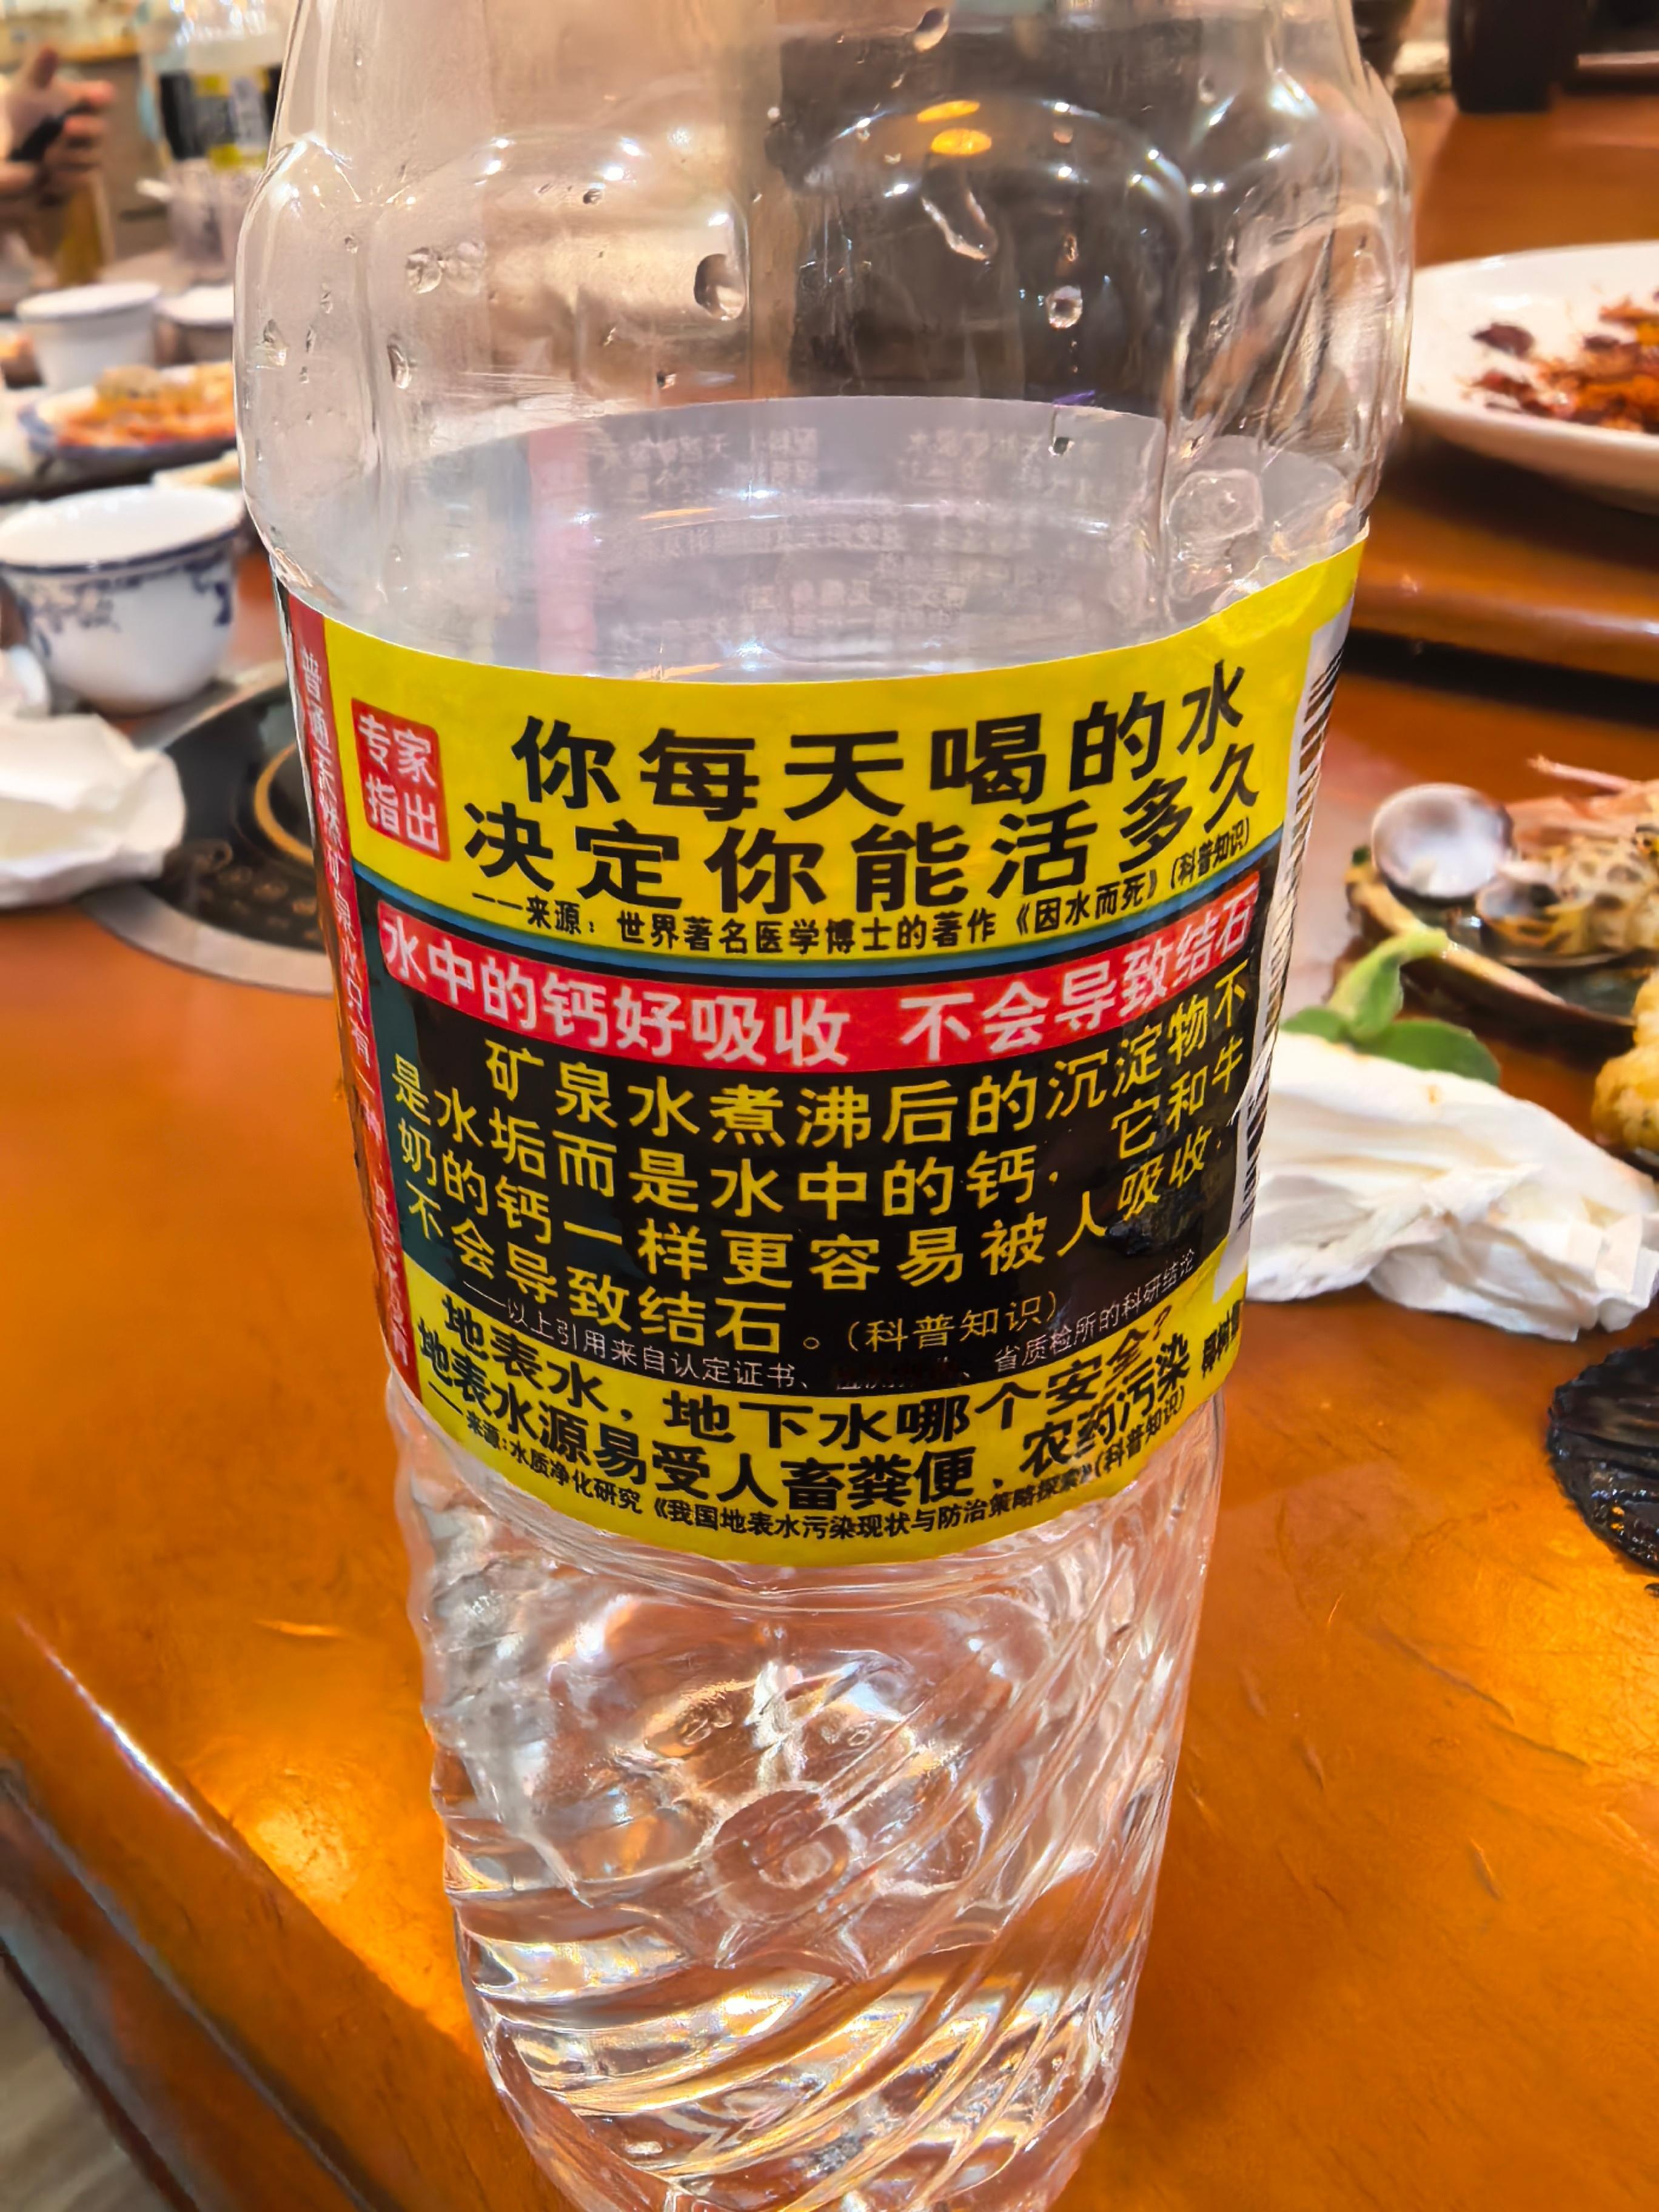 专家
指出
你每天喝的水
决定你能活多久
——来源：世界著名医学博士的著作《因水而死》（科普知识）
水中的钙好吸收 不会导致结石
矿泉水煮沸后的沉淀物不
是水垢而是水中的钙．它和牛
奶的钙一样更容易被人吸收．
不会导致结石。（科普知识）
——以上引用来自认定证书、 、省质检所的科研结论
地表水，地下水哪个安全？
地表水源易受人畜粪便、农药污染
——来源：水质净化研究《我国地表水污染现状与防治策略探索》（科普知识）